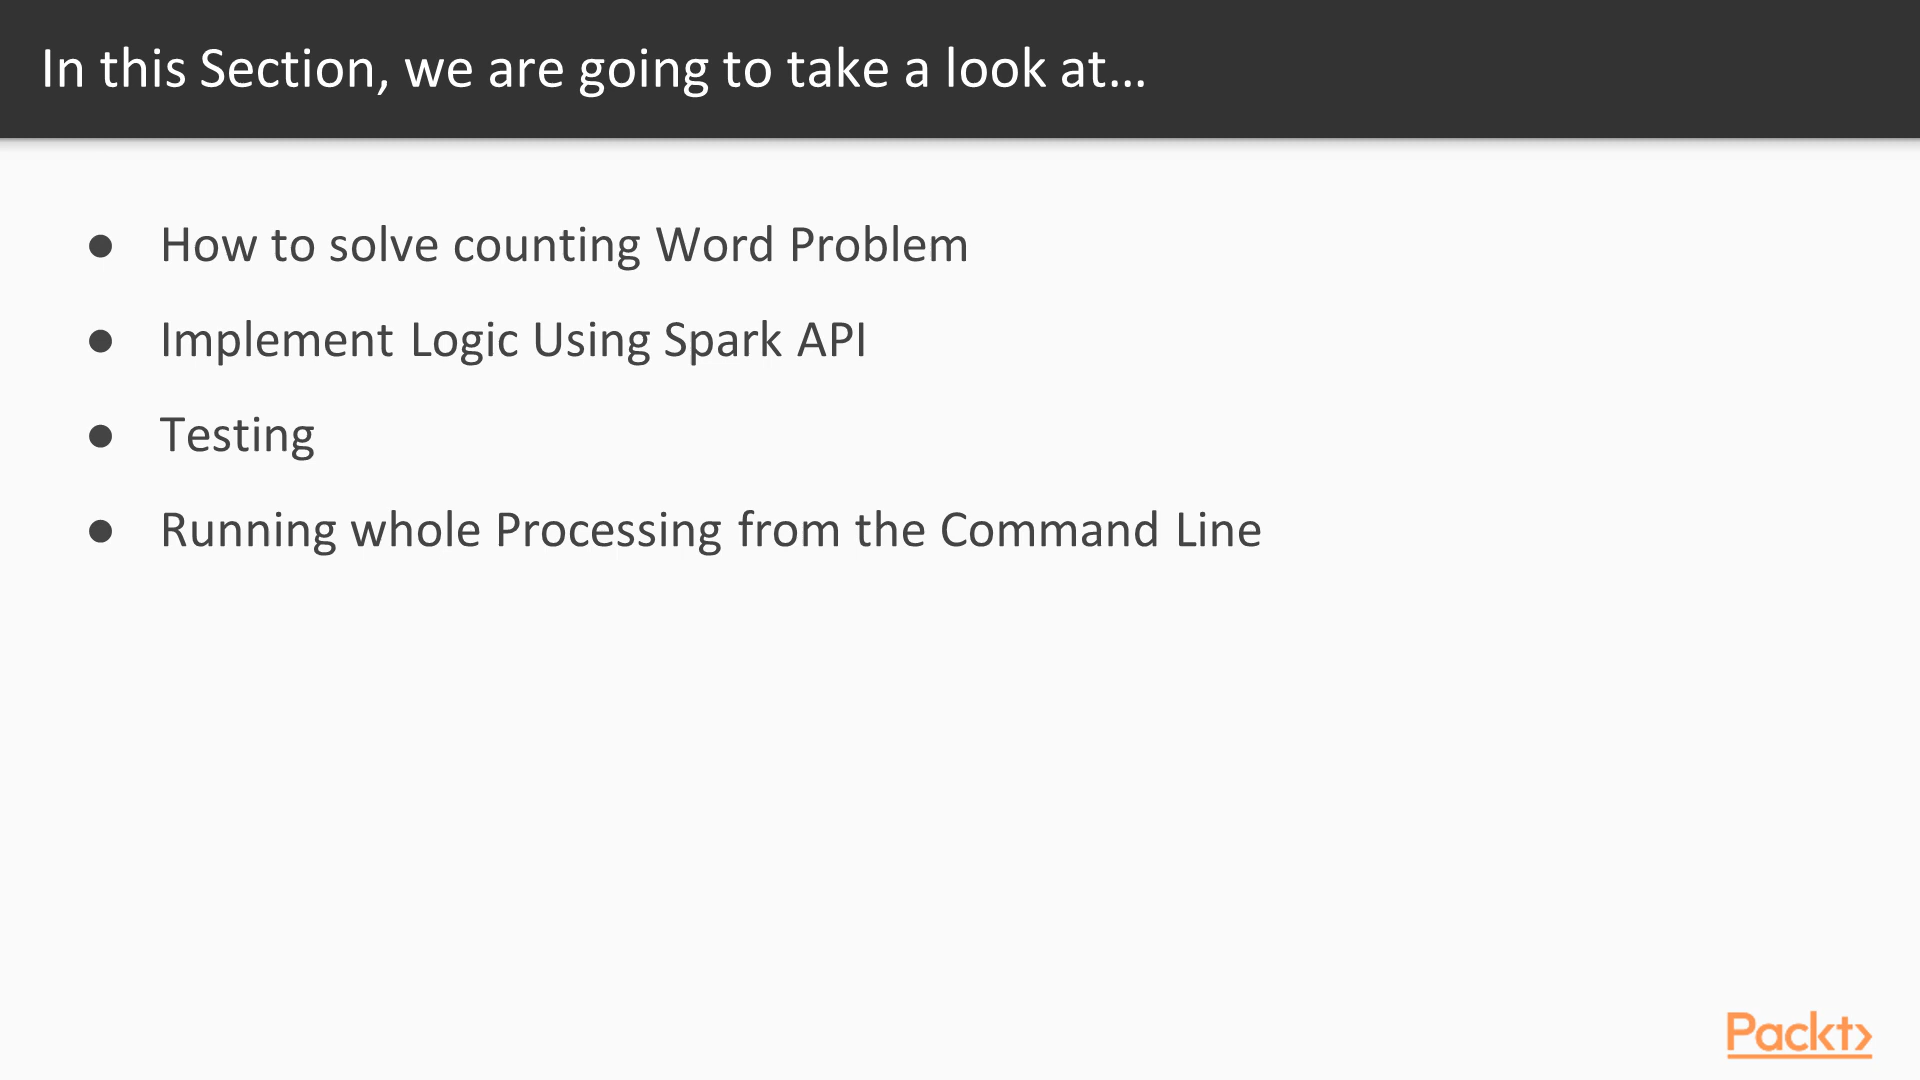 In this Section, we are going to take a look at...
● How to solve counting Word Problem
● Implement Logic Using Spark API
● Testing
● Running whole Processing from the Command Line
Packt>